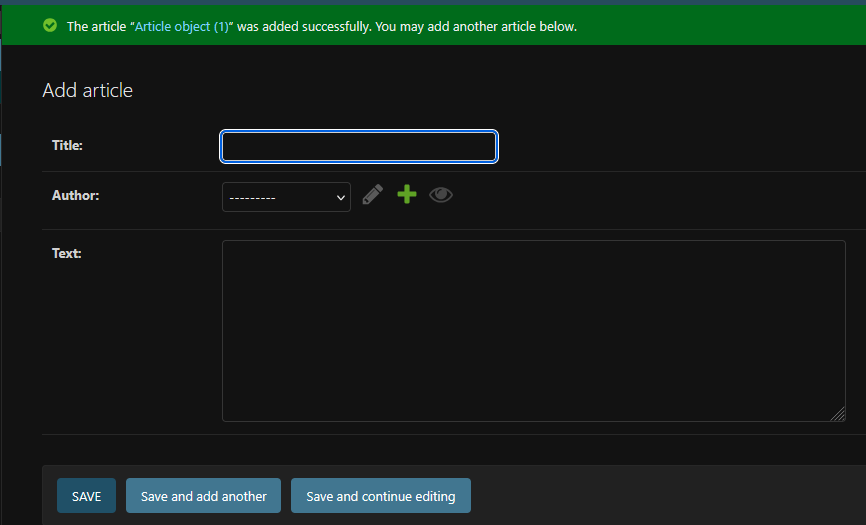 The article “Article object (1)” was added successfully. You may add another article below.
Add article
Title:
Author: ---------
Text:
SAVE Save and add another Save and continue editing